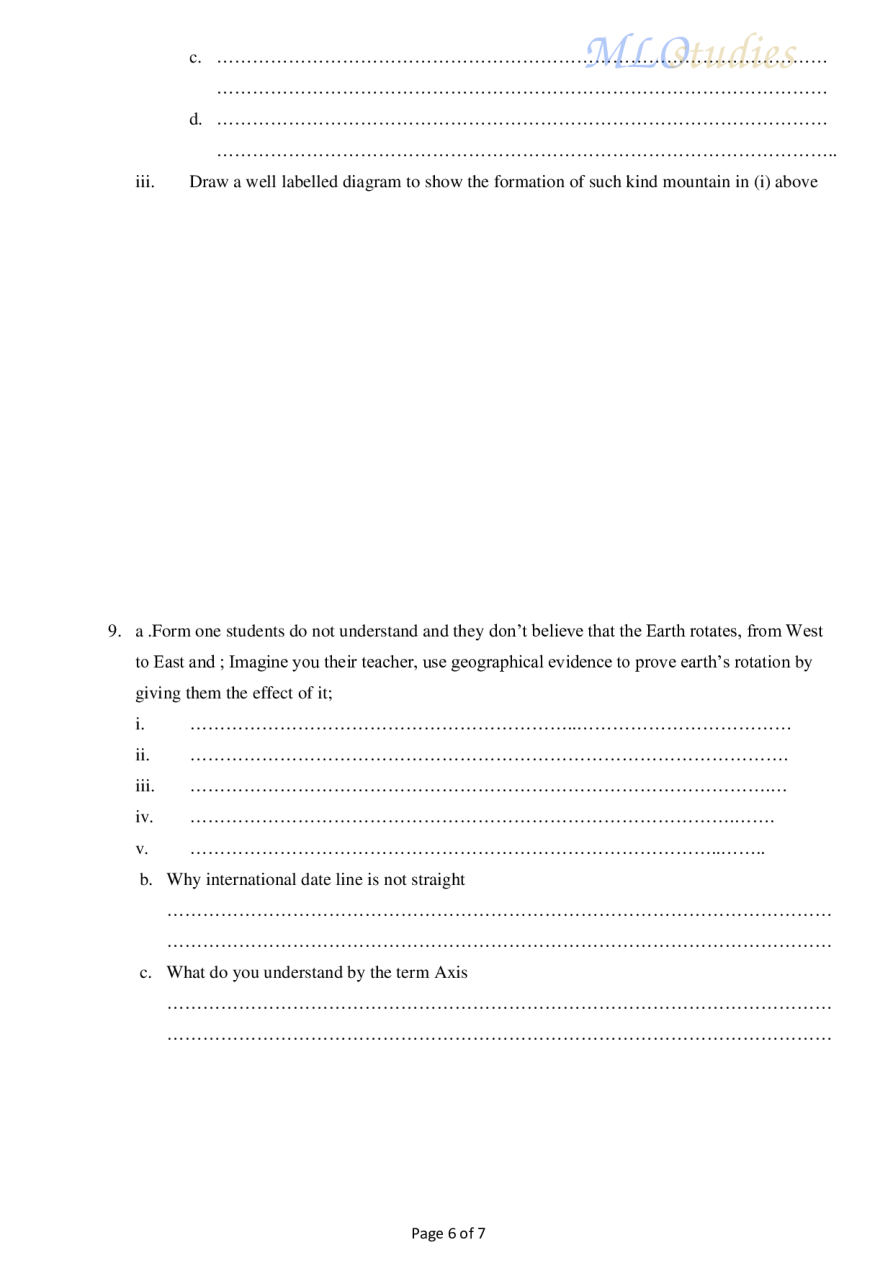 MLOstudies
c. ……………………………………………………………………………………………
……………………………………………………………………………………………
d. ……………………………………………………………………………………………
……………………………………………………………………………………………..
iii. Draw a well labelled diagram to show the formation of such kind mountain in (i) above
9. a .Form one students do not understand and they don’t believe that the Earth rotates, from West
to East and ; Imagine you their teacher, use geographical evidence to prove earth’s rotation by
giving them the effect of it;
i. ………………………………………………………..………………………………
ii. ………………………………………………………………………………………….
iii. …………………………………………………………………………………….…
iv. ……………………………………………………………………………….…….
v. ……………………………………………………………………………..……..
b. Why international date line is not straight
……………………………………………………………………………………………………
……………………………………………………………………………………………………
c. What do you understand by the term Axis
……………………………………………………………………………………………………
……………………………………………………………………………………………………
Page 6 of 7